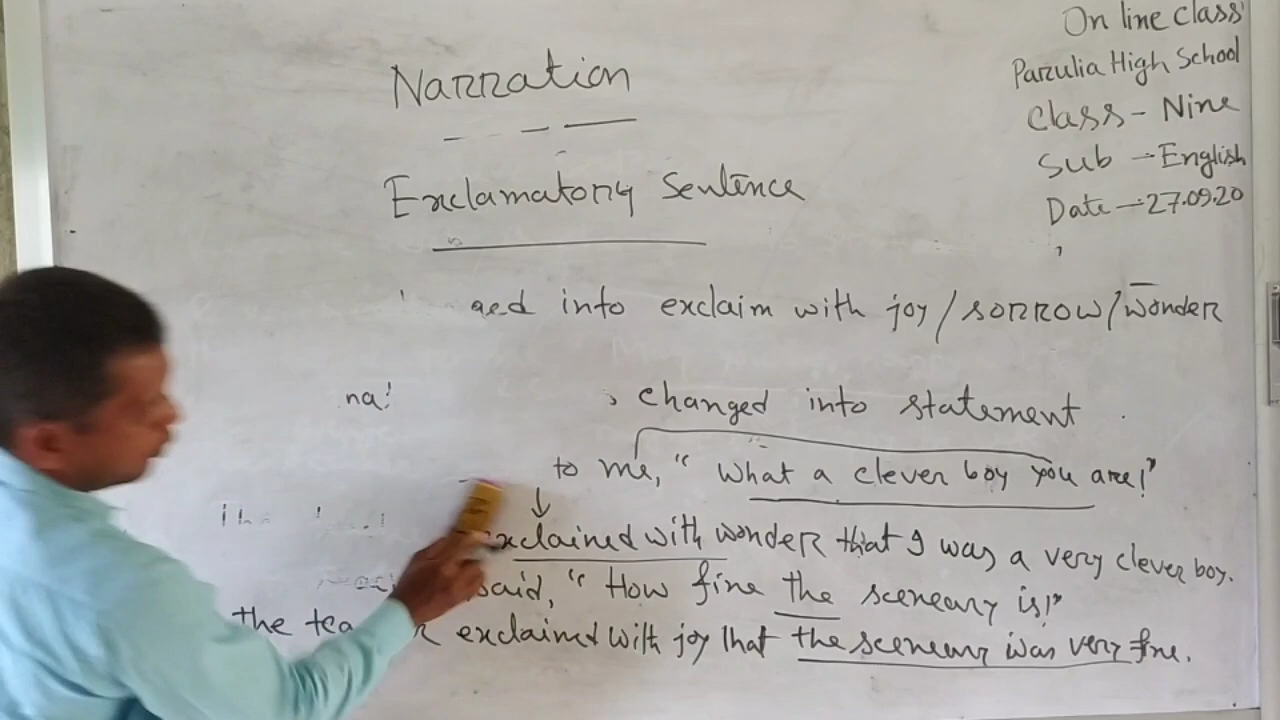 On line class
Parulia High School
Class - Nine
Sub - English
Date - 27.09.20
Narration
Exclamatory Sentence
ged into exclaim with joy/sorrow/wonder
na!
changed into statement
to me, "What a clever boy you are!"
exclaimed with wonder that I was a very clever boy.
said, "How fine the sceneary is!"
the exclaimed with joy that the sceneary was very fine.